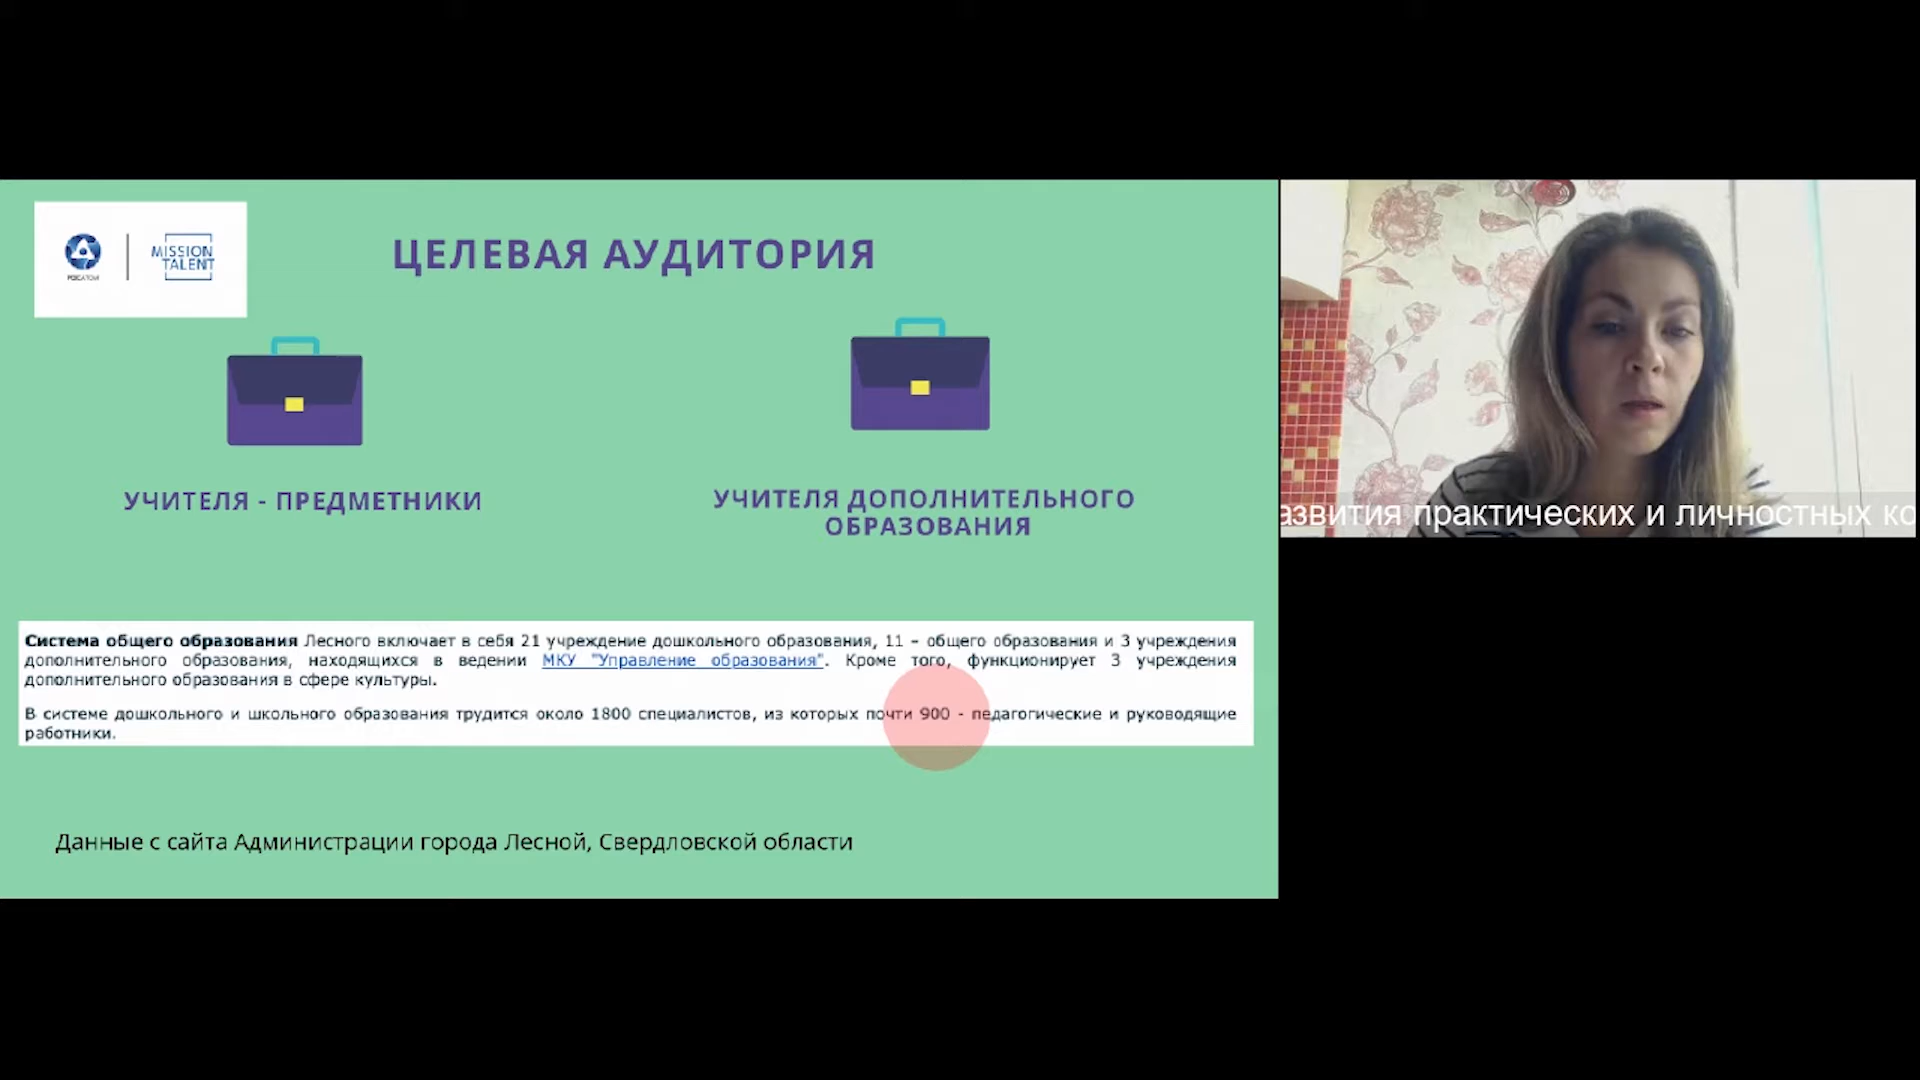 РОСАТОМ
MISSION
TALENT
ЦЕЛЕВАЯ АУДИТОРИЯ
УЧИТЕЛЯ - ПРЕДМЕТНИКИ
УЧИТЕЛЯ ДОПОЛНИТЕЛЬНОГО
ОБРАЗОВАНИЯ
Система общего образования Лесного включает в себя 21 учреждение дошкольного образования, 11 – общего образования и 3 учреждения
дополнительного образования, находящихся в ведении МКУ "Управление образования". Кроме того, функционирует 3 учреждения
дополнительного образования в сфере культуры.
В системе дошкольного и школьного образования трудится около 1800 специалистов, из которых почти 900 - педагогические и руководящие
работники.
Данные с сайта Администрации города Лесной, Свердловской области
азвития практических и личностных ко